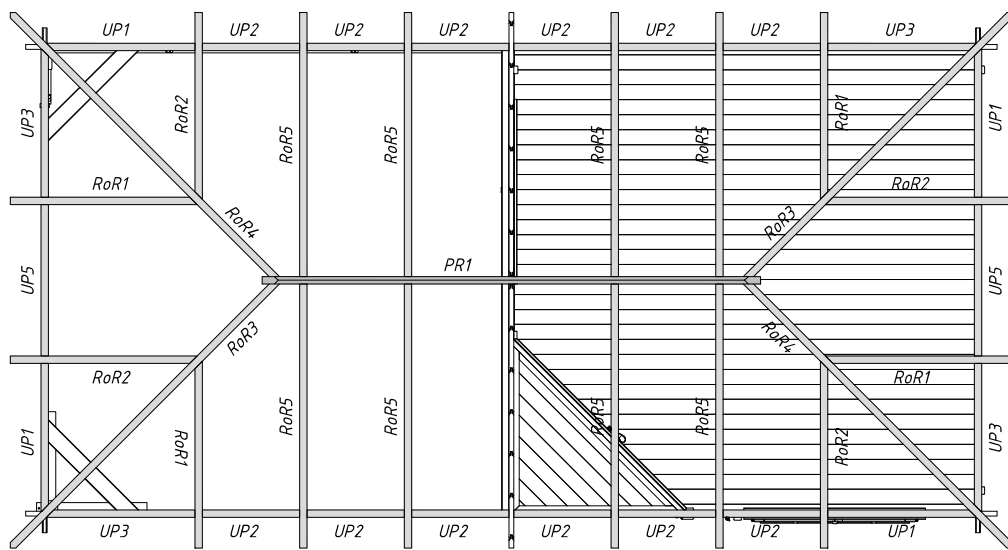 UP1 UP2 UP2 UP2 UP2 UP2 UP2 UP3
UP3 RoR2 RoR1 UP1
RoR5 RoR5 RoR5 RoR5
RoR1 RoR2
RoR4 RoR3
UP5 PR1 UP5
RoR3 RoR4
RoR2 RoR1
RoR5 RoR5 RoR5 RoR5
UP1 RoR1 RoR2 UP3
UP3 UP2 UP2 UP2 UP2 UP2 UP2 UP1